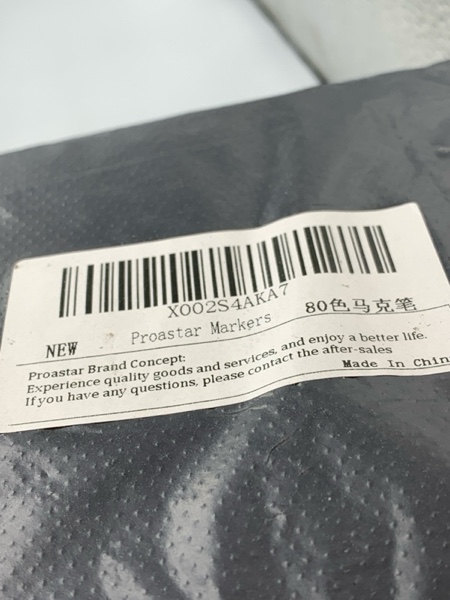 X002S4AKA7
NEW Proastar Markers 80色马克笔
Proastar Brand Concept:
Experience quality goods and services, and enjoy a better life.
If you have any questions, please contact the after-sales
Made In Chin